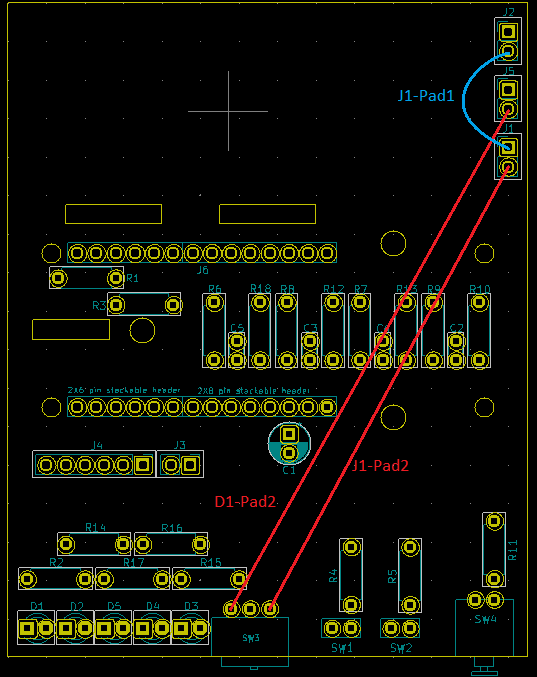 J2
J5
J1-Pad1
J1
J6
R1
R3
R6
R18
R8
R12
R7
R13
R9
R10
C5
C3
C4
C2
2X6 pin stackable header
2X8 pin stackable header
J4
J3
C1
J1-Pad2
D1-Pad2
R14
R16
R11
R2
R17
R15
R4
R5
D1
D2
D5
D4
D3
SW3
SW1
SW2
SW4